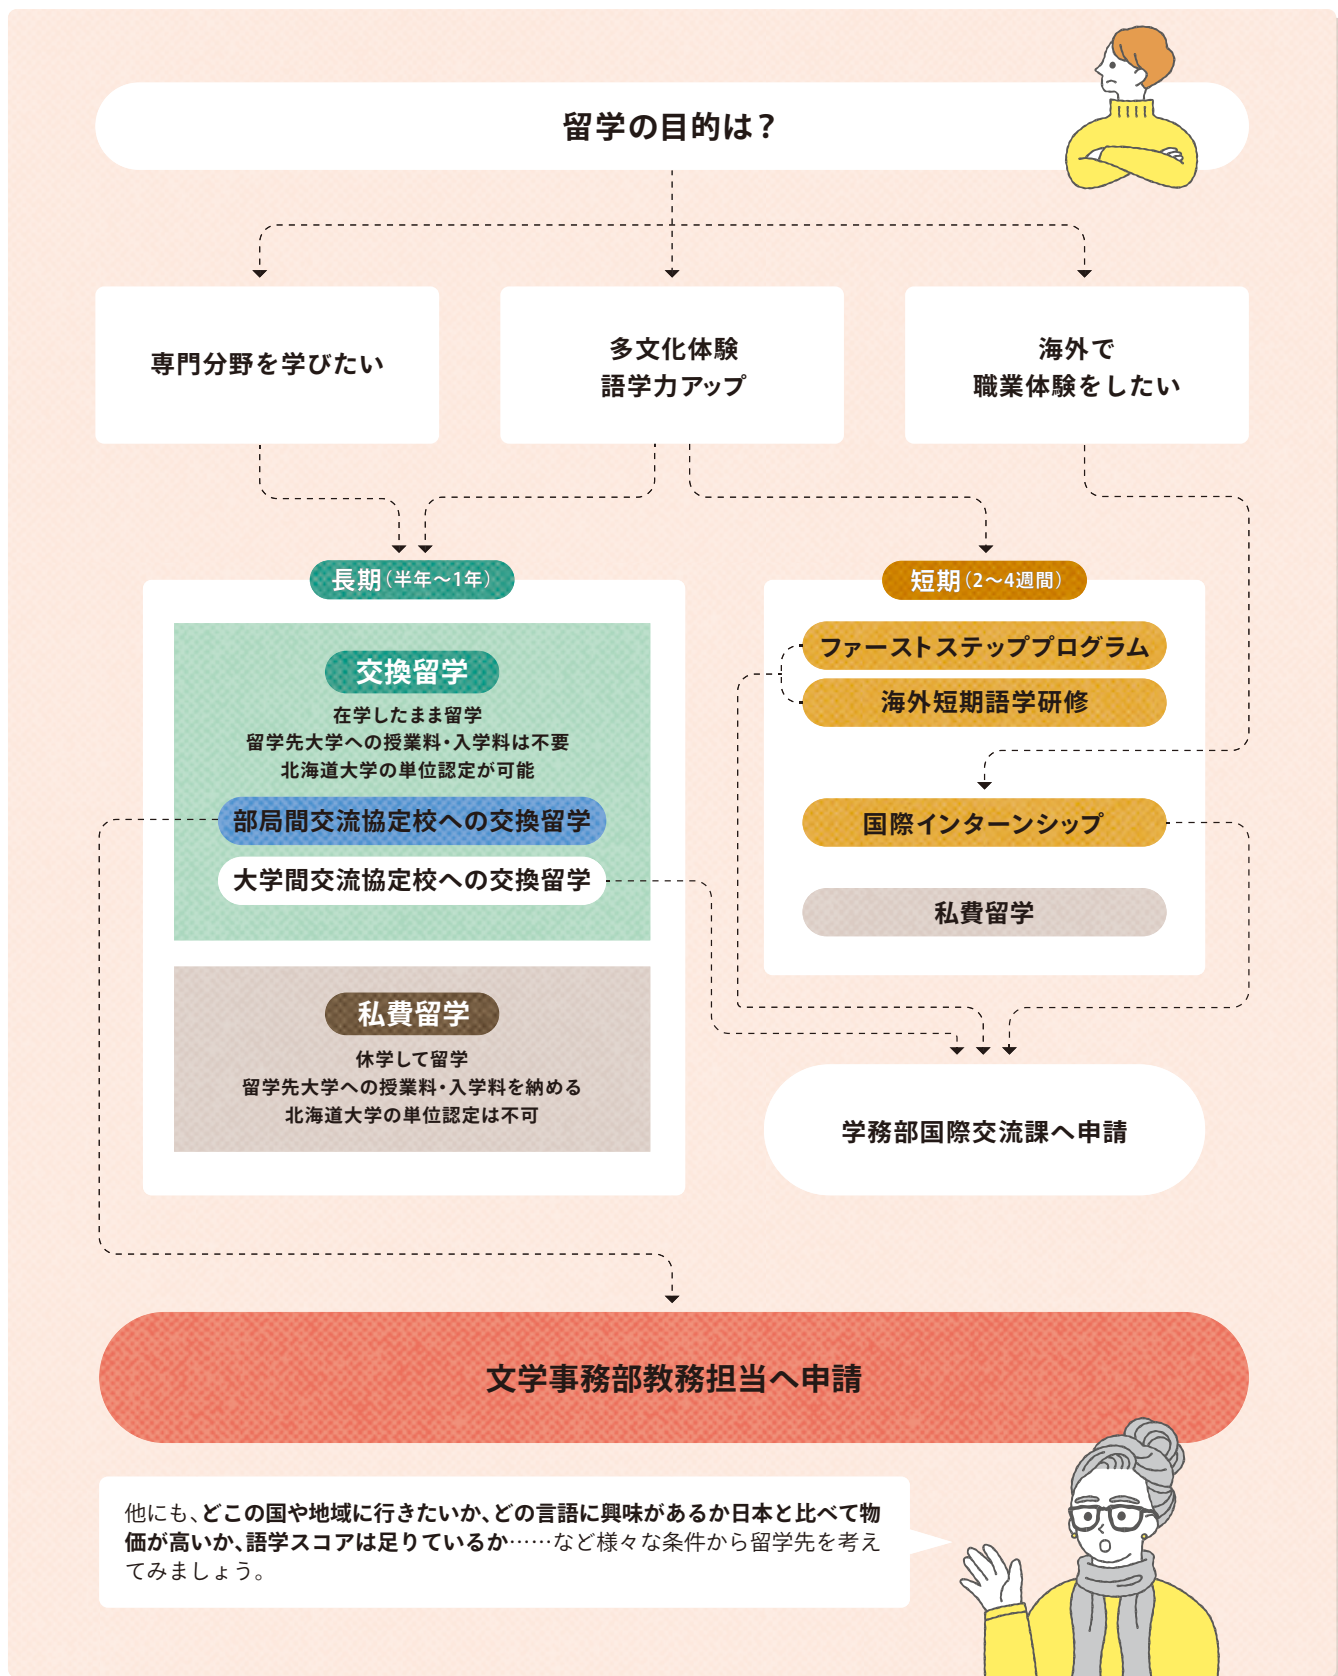 留学の目的は？
専門分野を学びたい
多文化体験
語学力アップ
海外で
職業体験をしたい
長期（半年〜1年）
交換留学
在学したまま留学
留学先大学への授業料・入学料は不要
北海道大学の単位認定が可能
部局間交流協定校への交換留学
大学間交流協定校への交換留学
私費留学
休学して留学
留学先大学への授業料・入学料を納める
北海道大学の単位認定は不可
短期（2〜4週間）
ファーストステッププログラム
海外短期語学研修
国際インターンシップ
私費留学
学務部国際交流課へ申請
文学事務部教務担当へ申請
他にも、どこの国や地域に行きたいか、どの言語に興味があるか日本と比べて物
価が高いか、語学スコアは足りているか……など様々な条件から留学先を考え
てみましょう。